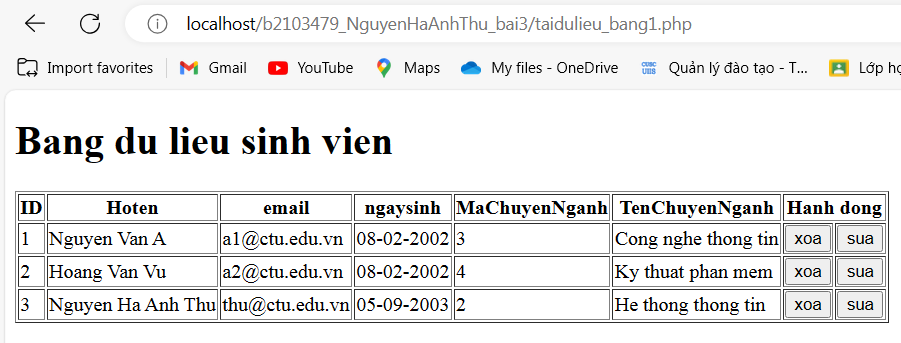 localhost/b2103479_NguyenHaAnhThu_bai3/taidulieu_bang1.php
Import favorites Gmail YouTube Maps My files - OneDrive CUSC UDS Quản lý đào tạo - T... Lớp họ
Bang du lieu sinh vien
ID Hoten email ngaysinh MaChuyenNganh TenChuyenNganh Hanh dong
1 Nguyen Van A a1@ctu.edu.vn 08-02-2002 3 Cong nghe thong tin xoa sua
2 Hoang Van Vu a2@ctu.edu.vn 08-02-2002 4 Ky thuat phan mem xoa sua
3 Nguyen Ha Anh Thu thu@ctu.edu.vn 05-09-2003 2 He thong thong tin xoa sua